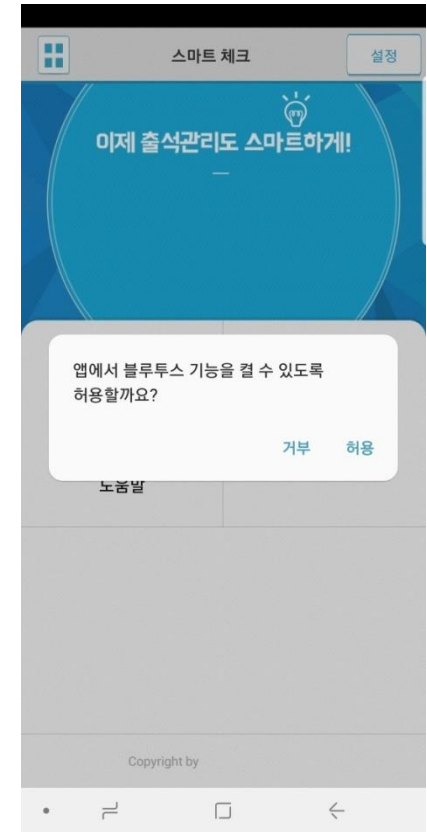 스마트 체크
설정
이제 출석관리도 스마트하게!
앱에서 블루투스 기능을 켤 수 있도록
허용할까요?
거부
허용
도움말
Copyright by